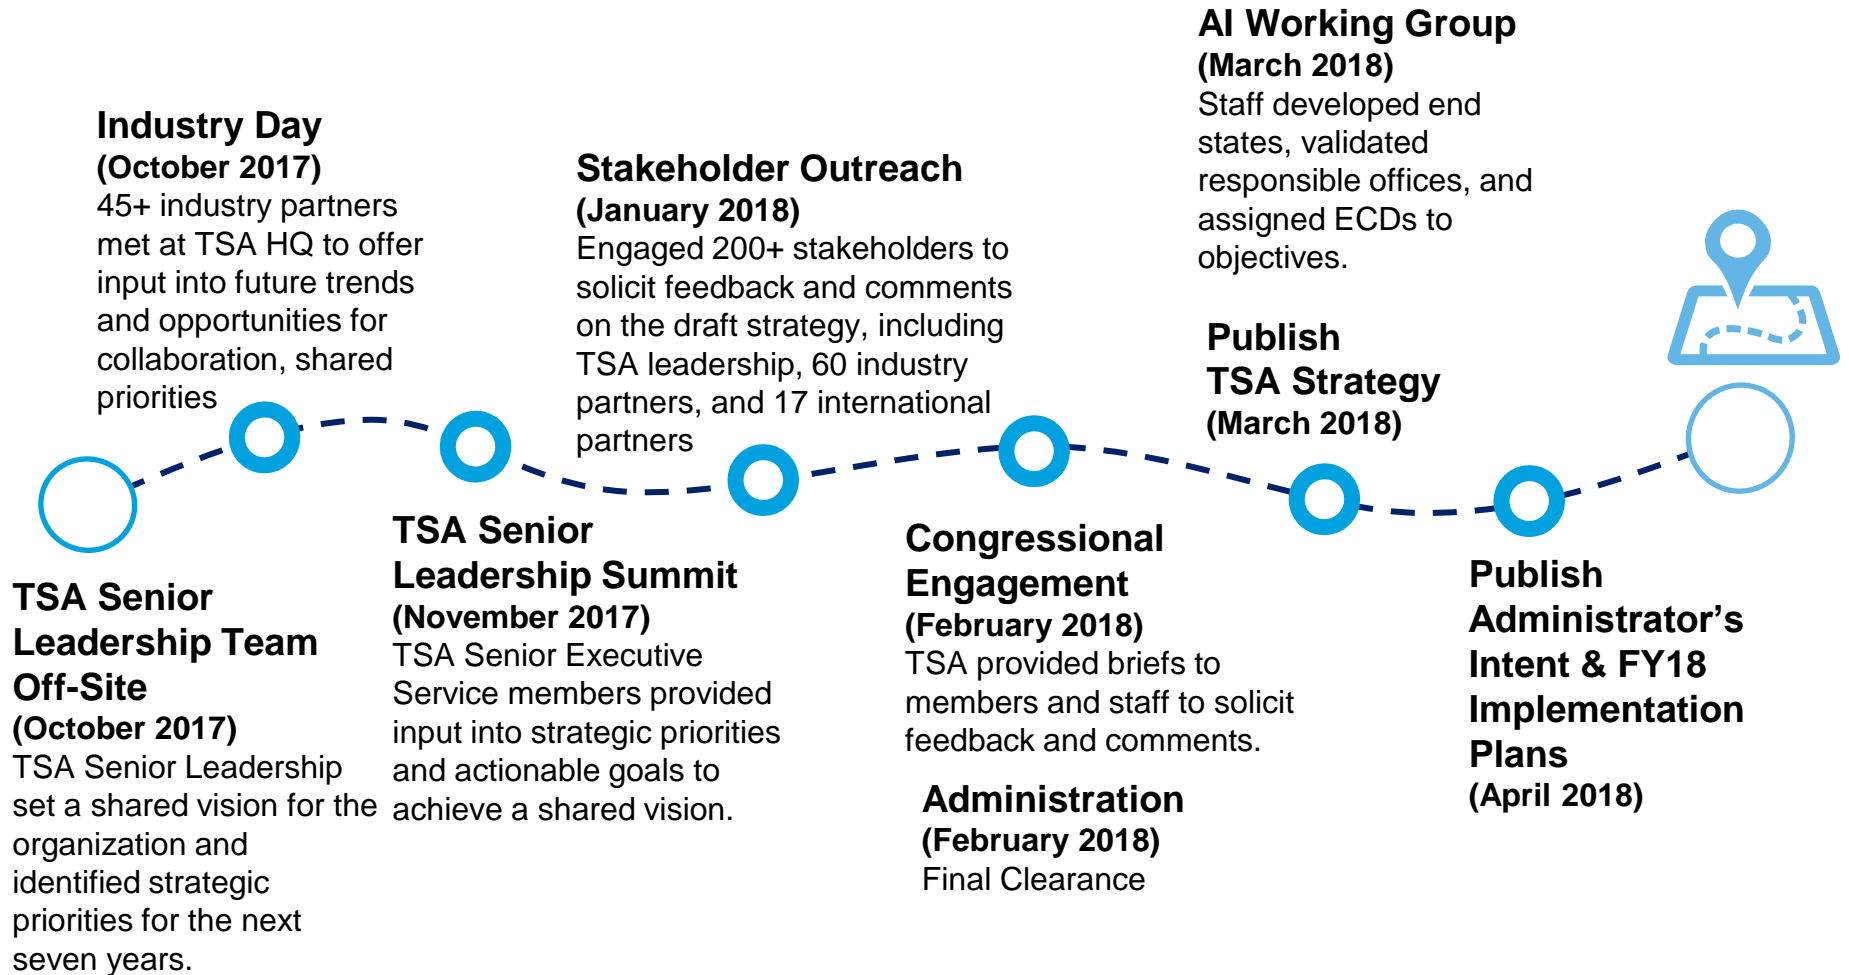 TSA Senior
Leadership Team
Off-Site
(October 2017)
TSA Senior Leadership
set a shared vision for the
organization and
identified strategic
priorities for the next
seven years.
Industry Day
(October 2017)
45+ industry partners
met at TSA HQ to offer
input into future trends
and opportunities for
collaboration, shared
priorities
TSA Senior
Leadership Summit
(November 2017)
TSA Senior Executive
Service members provided
input into strategic priorities
and actionable goals to
achieve a shared vision.
Stakeholder Outreach
(January 2018)
Engaged 200+ stakeholders to
solicit feedback and comments
on the draft strategy, including
TSA leadership, 60 industry
partners, and 17 international
partners
Congressional
Engagement
(February 2018)
TSA provided briefs to
members and staff to solicit
feedback and comments.
Administration
(February 2018)
Final Clearance
AI Working Group
(March 2018)
Staff developed end
states, validated
responsible offices, and
assigned ECDs to
objectives.
Publish
TSA Strategy
(March 2018)
Publish
Administrator’s
Intent & FY18
Implementation
Plans
(April 2018)